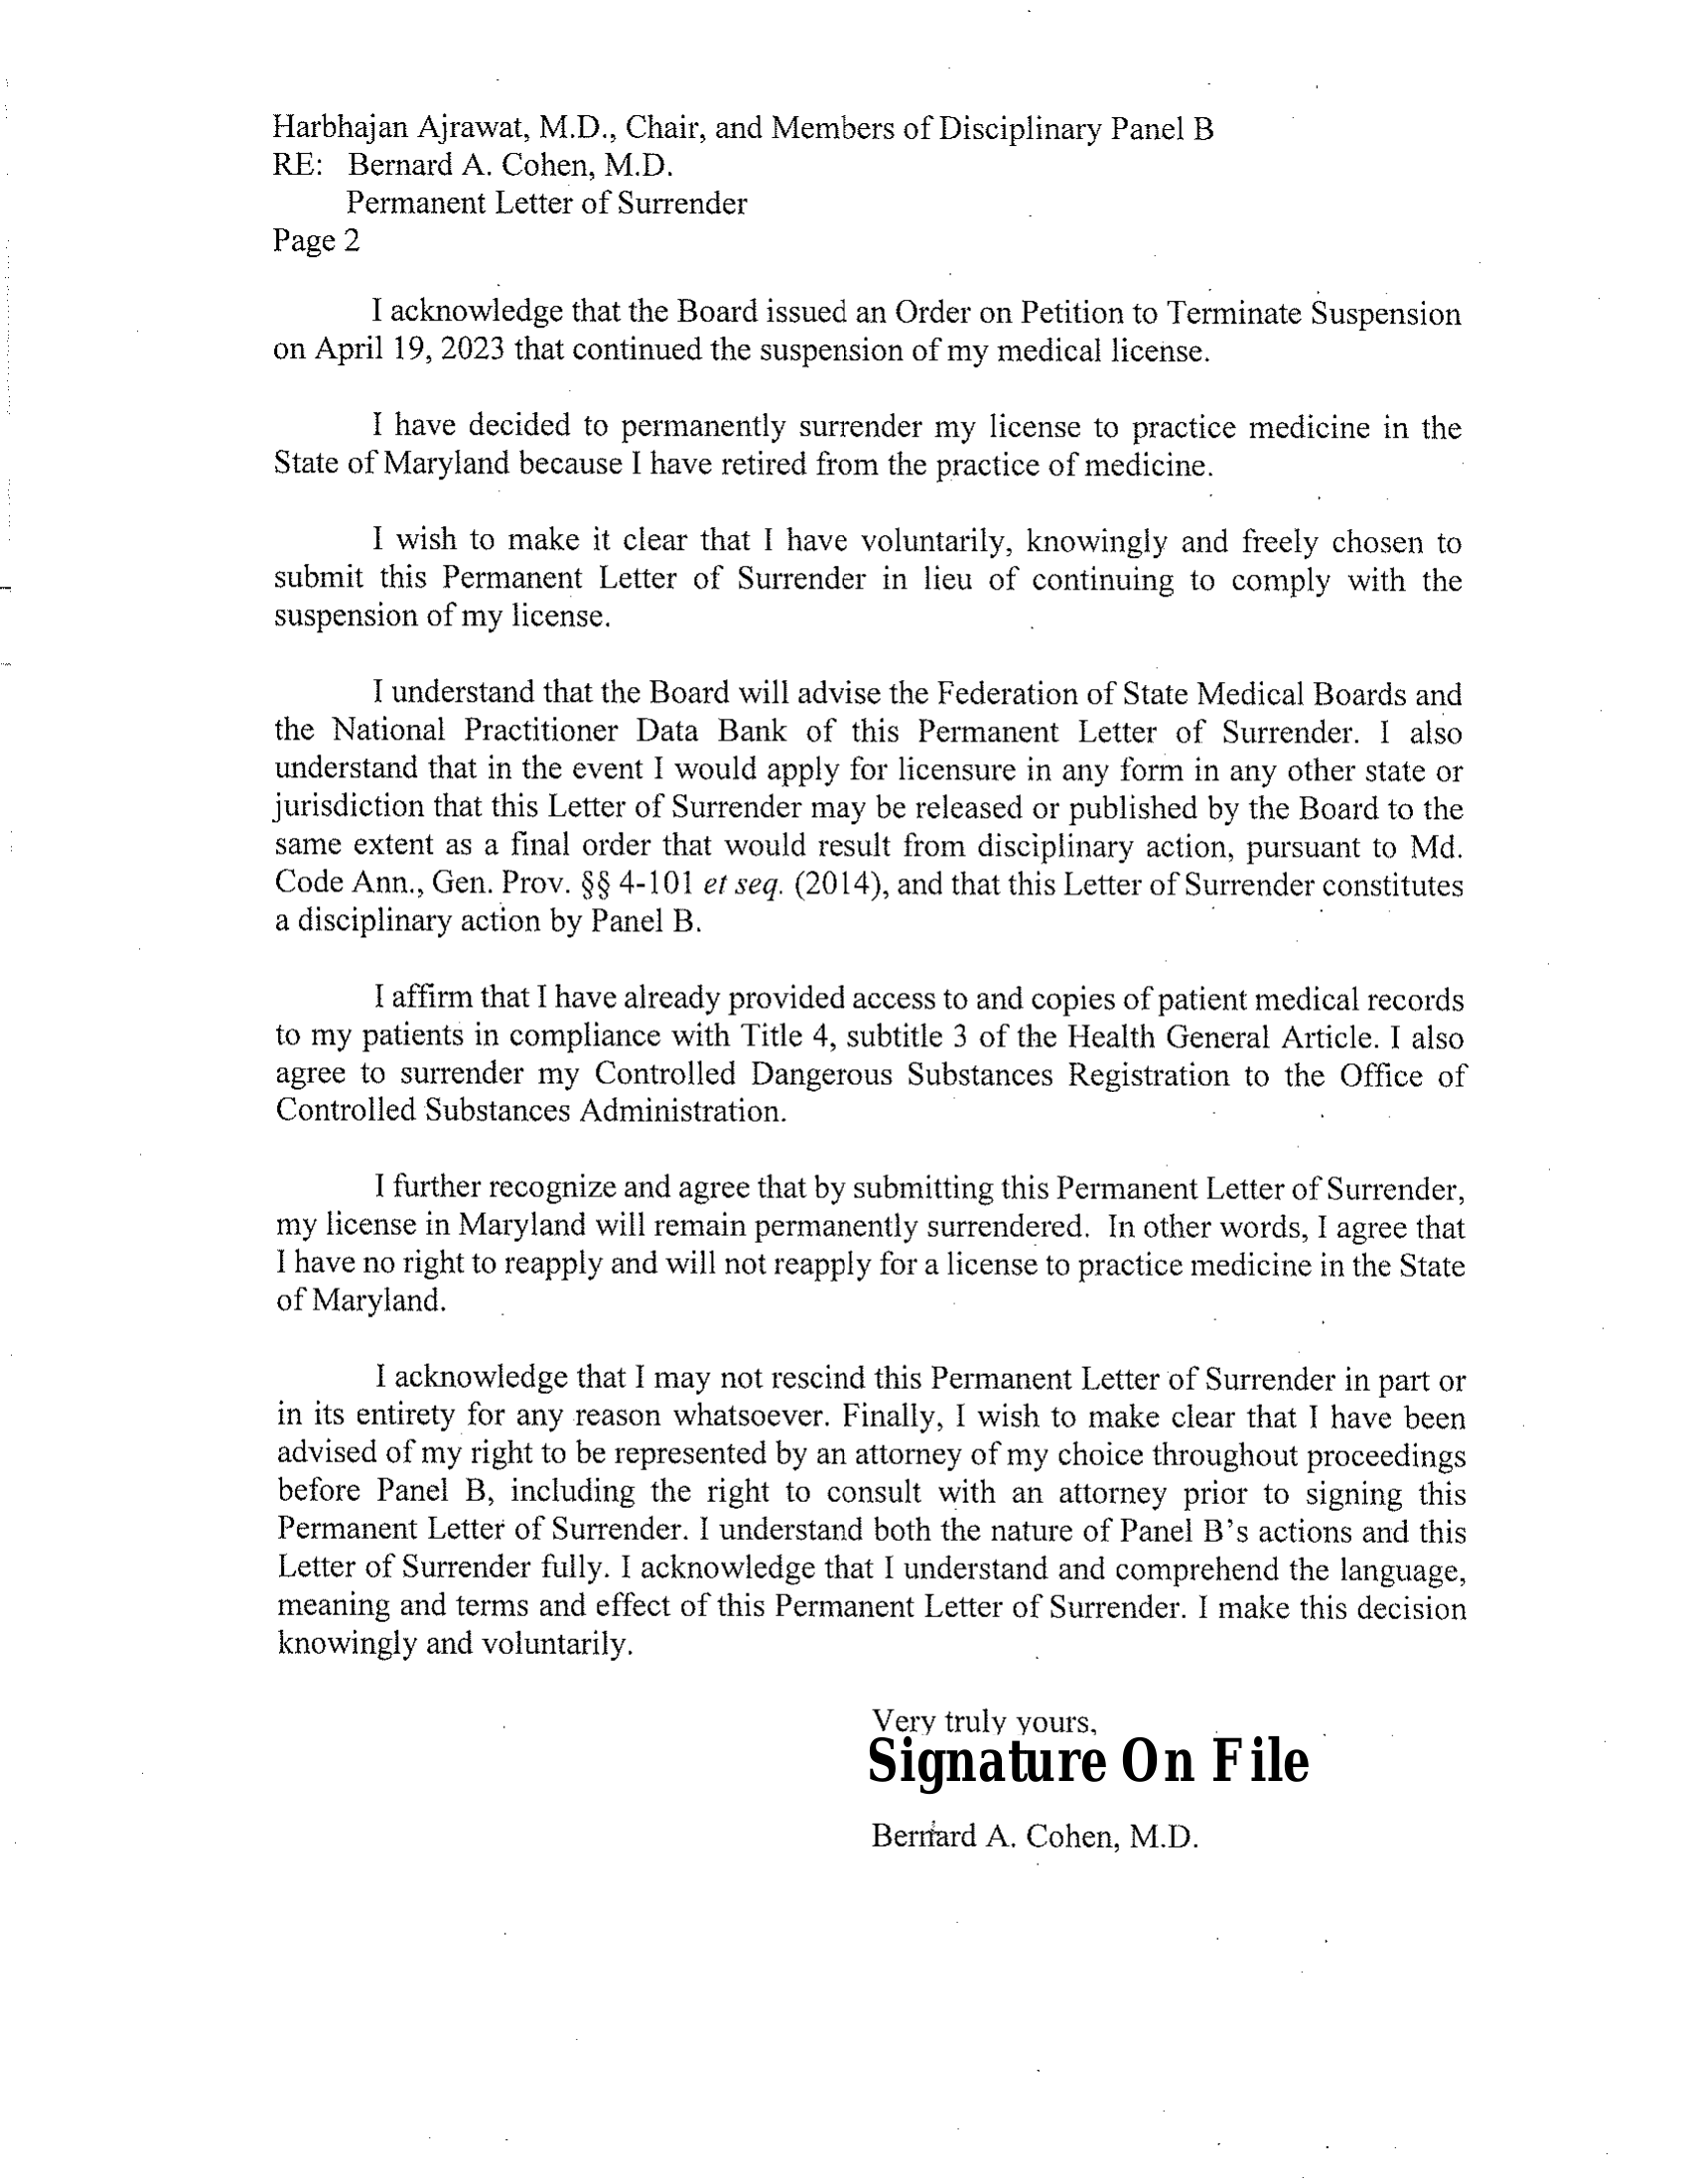 Harbhajan Ajrawat, M.D., Chair, and Members of Disciplinary Panel B
RE: Bernard A. Cohen, M.D.
Permanent Letter of Surrender
Page 2
I acknowledge that the Board issued an Order on Petition to Terminate Suspension
on April 19, 2023 that continued the suspension of my medical license.
I have decided to permanently surrender my license to practice medicine in the
State of Maryland because I have retired from the practice of medicine.
I wish to make it clear that I have voluntarily, knowingly and freely chosen to
submit this Permanent Letter of Surrender in lieu of continuing to comply with the
suspension of my license.
I understand that the Board will advise the Federation of State Medical Boards and
the National Practitioner Data Bank of this Permanent Letter of Surrender. I also
understand that in the event I would apply for licensure in any form in any other state or
jurisdiction that this Letter of Surrender may be released or published by the Board to the
same extent as a final order that would result from disciplinary action, pursuant to Md.
Code Ann., Gen. Prov. §§ 4-101 et seq. (2014), and that this Letter of Surrender constitutes
a disciplinary action by Panel B.
I affirm that I have already provided access to and copies of patient medical records
to my patients in compliance with Title 4, subtitle 3 of the Health General Article. I also
agree to surrender my Controlled Dangerous Substances Registration to the Office of
Controlled Substances Administration.
I further recognize and agree that by submitting this Permanent Letter of Surrender,
my license in Maryland will remain permanently surrendered. In other words, I agree that
I have no right to reapply and will not reapply for a license to practice medicine in the State
of Maryland.
I acknowledge that I may not rescind this Permanent Letter of Surrender in part or
in its entirety for any reason whatsoever. Finally, I wish to make clear that I have been
advised of my right to be represented by an attorney of my choice throughout proceedings
before Panel B, including the right to consult with an attorney prior to signing this
Permanent Letter of Surrender. I understand both the nature of Panel B's actions and this
Letter of Surrender fully. I acknowledge that I understand and comprehend the language,
meaning and terms and effect of this Permanent Letter of Surrender. I make this decision
knowingly and voluntarily.
Very truly yours,
Signature On File
Bernard A. Cohen, M.D.